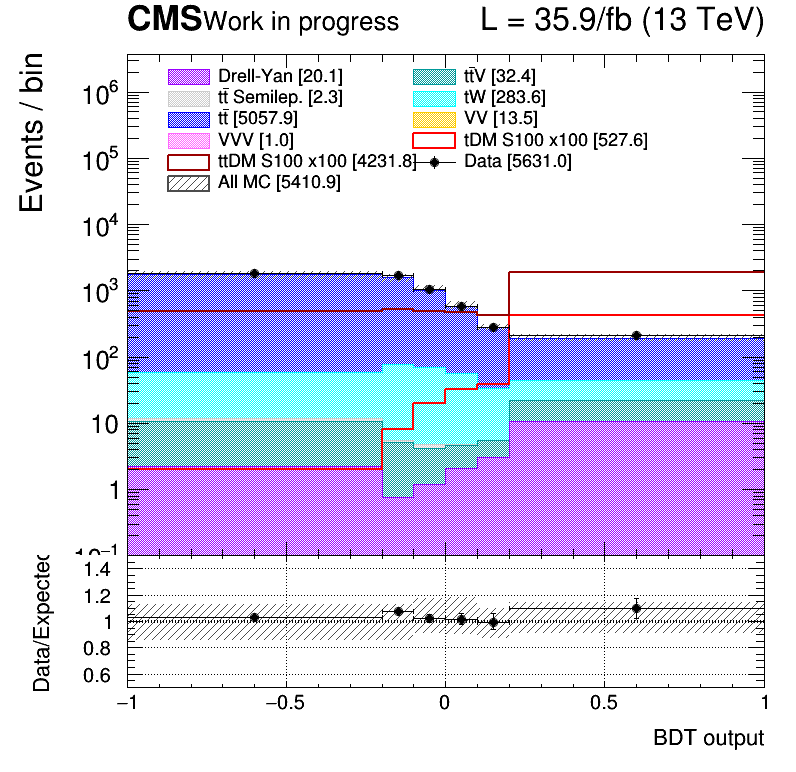 CMS Work in progress L = 35.9/fb (13 TeV)
Events / bin
Drell-Yan [20.1] tt̄V [32.4]
tt̄ Semilep. [2.3] tW [283.6]
tt̄ [5057.9] VV [13.5]
VVV [1.0] tDM S100 x100 [527.6]
ttDM S100 x100 [4231.8] Data [5631.0]
All MC [5410.9]
10⁶
10⁵
10⁴
10³
10²
10
1
10⁻¹
Data/Expected
1.4
1.2
1
0.8
0.6
−1 −0.5 0 0.5 1
BDT output